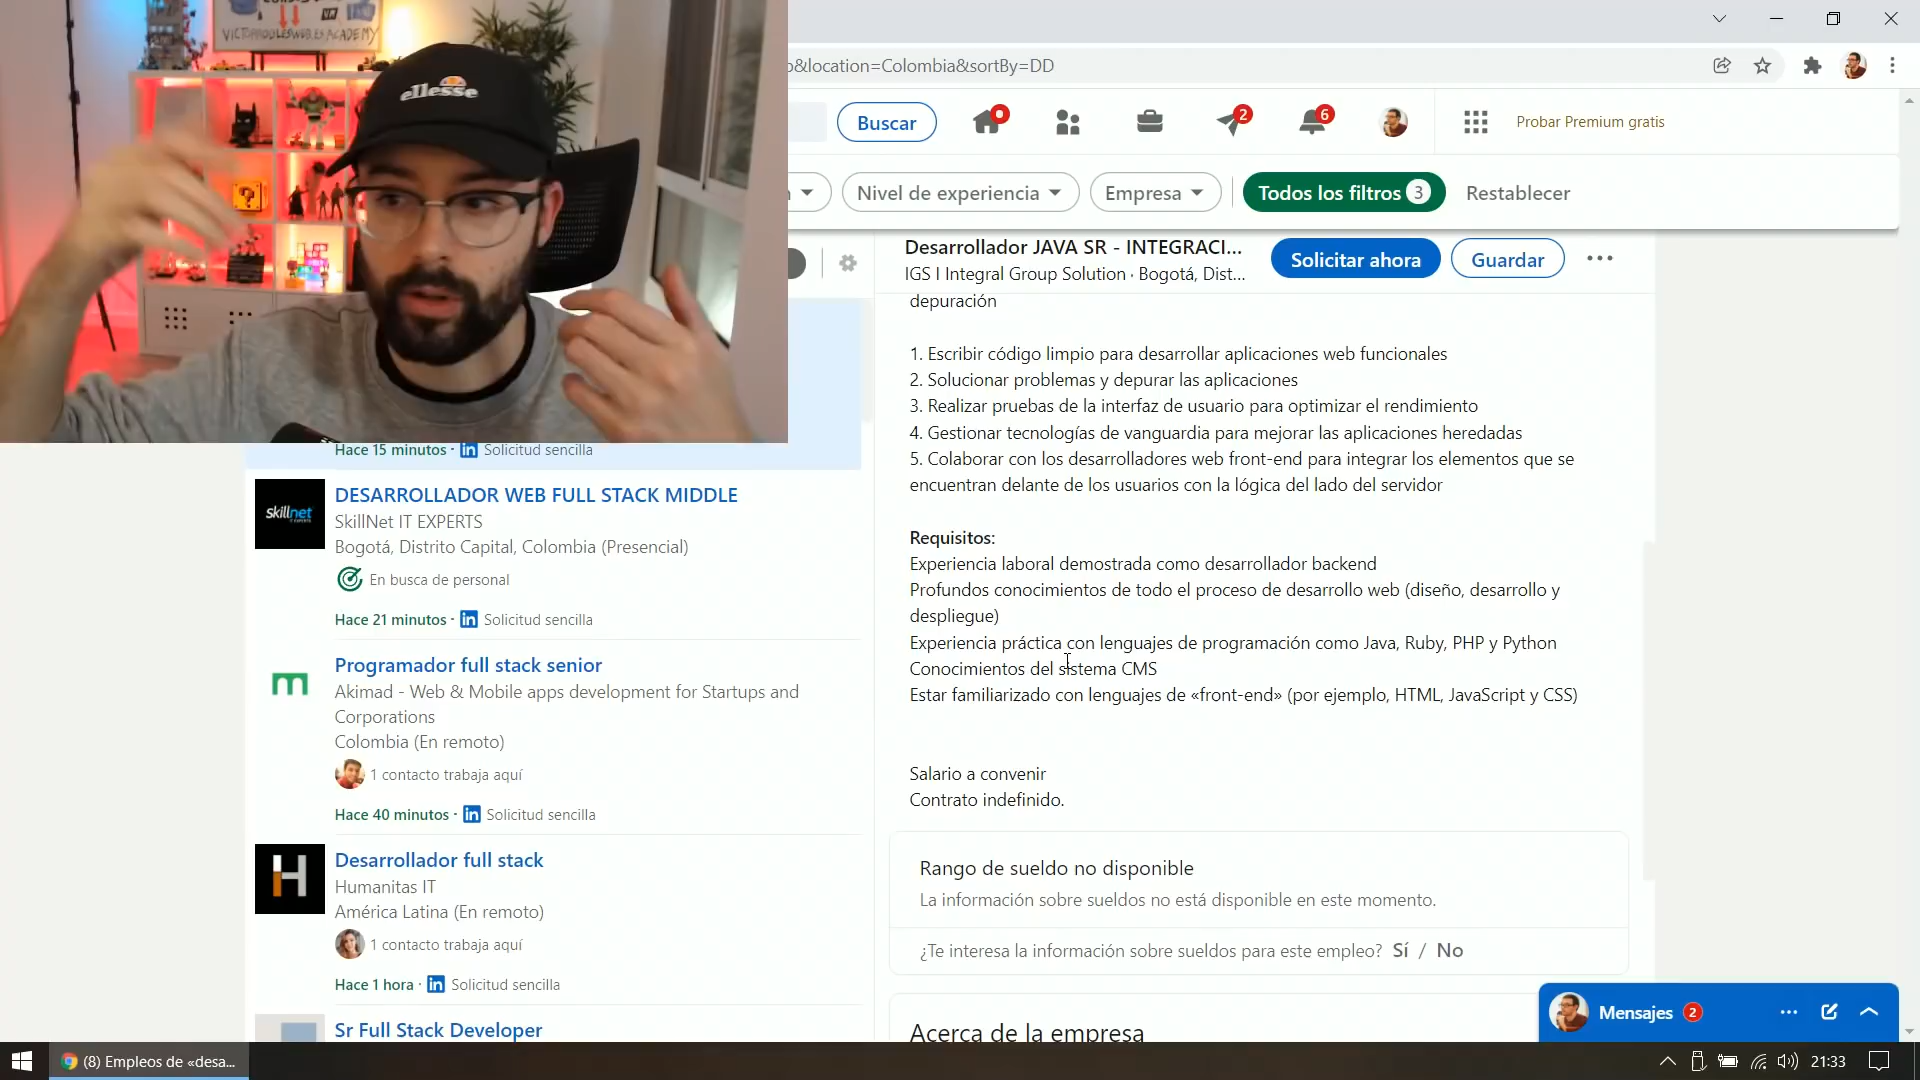 VICTORROBLESWEB.ES ACADEMY
ellesse
&location=Colombia&sortBy=DD
Buscar
2
6
Probar Premium gratis
Nivel de experiencia
Empresa
Todos los filtros 3
Restablecer
Desarrollador JAVA SR - INTEGRACI...
IGS I Integral Group Solution · Bogotá, Dist...
Solicitar ahora
Guardar
depuración
1. Escribir código limpio para desarrollar aplicaciones web funcionales
2. Solucionar problemas y depurar las aplicaciones
3. Realizar pruebas de la interfaz de usuario para optimizar el rendimiento
4. Gestionar tecnologías de vanguardia para mejorar las aplicaciones heredadas
5. Colaborar con los desarrolladores web front-end para integrar los elementos que se
encuentran delante de los usuarios con la lógica del lado del servidor
Requisitos:
Experiencia laboral demostrada como desarrollador backend
Profundos conocimientos de todo el proceso de desarrollo web (diseño, desarrollo y
despliegue)
Experiencia práctica con lenguajes de programación como Java, Ruby, PHP y Python
Conocimientos del sistema CMS
Estar familiarizado con lenguajes de «front-end» (por ejemplo, HTML, JavaScript y CSS)
Salario a convenir
Contrato indefinido.
Rango de sueldo no disponible
La información sobre sueldos no está disponible en este momento.
¿Te interesa la información sobre sueldos para este empleo? Sí / No
Acerca de la empresa
Hace 15 minutos · in Solicitud sencilla
skillnet
DESARROLLADOR WEB FULL STACK MIDDLE
SkillNet IT EXPERTS
Bogotá, Distrito Capital, Colombia (Presencial)
En busca de personal
Hace 21 minutos · in Solicitud sencilla
m
Programador full stack senior
Akimad - Web & Mobile apps development for Startups and
Corporations
Colombia (En remoto)
1 contacto trabaja aquí
Hace 40 minutos · in Solicitud sencilla
H
Desarrollador full stack
Humanitas IT
América Latina (En remoto)
1 contacto trabaja aquí
Hace 1 hora · in Solicitud sencilla
Sr Full Stack Developer
Mensajes 2
(8) Empleos de «desa...
21:33